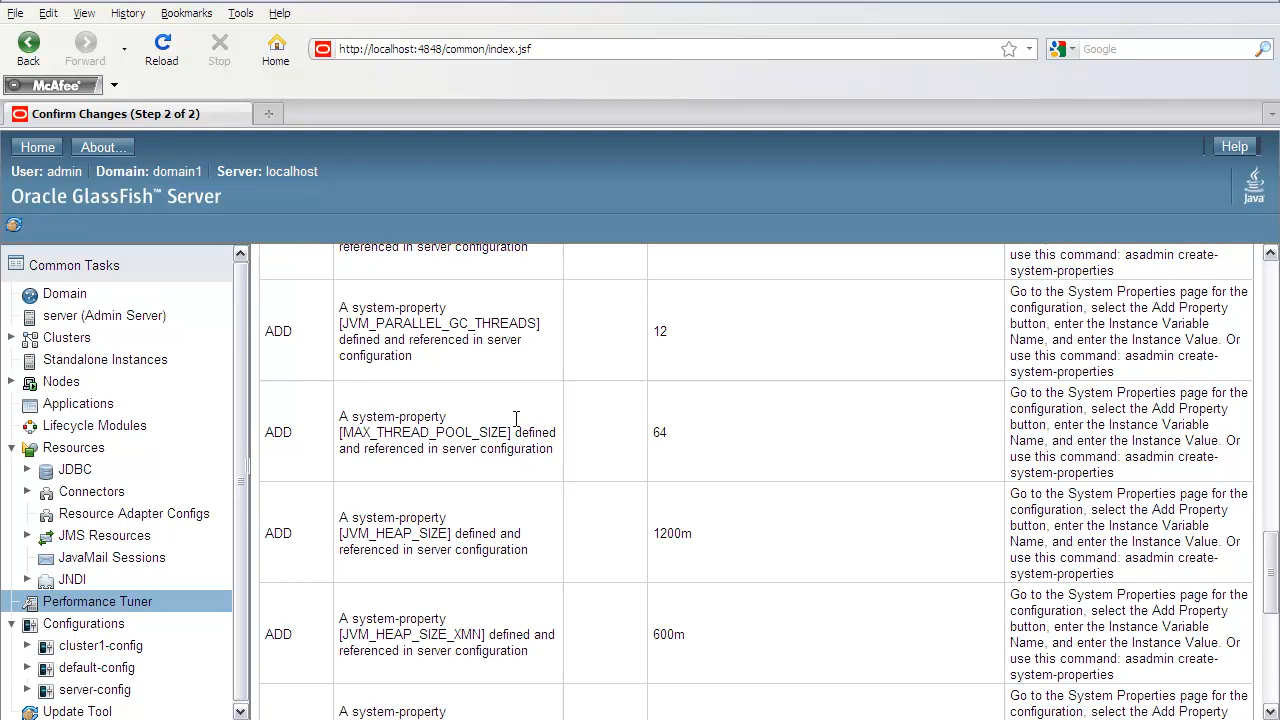 File Edit View History Bookmarks Tools Help
Back Forward Reload Stop Home http://localhost:4848/common/index.jsf Google
McAfee
Confirm Changes (Step 2 of 2)
Home About... Help
User: admin Domain: domain1 Server: localhost
Oracle GlassFish™ Server
Java
Common Tasks
Domain
server (Admin Server)
Clusters
Standalone Instances
Nodes
Applications
Lifecycle Modules
Resources
JDBC
Connectors
Resource Adapter Configs
JMS Resources
JavaMail Sessions
JNDI
Performance Tuner
Configurations
cluster1-config
default-config
server-config
Update Tool
referenced in server configuration
use this command: asadmin create-
system-properties
ADD
A system-property
[JVM_PARALLEL_GC_THREADS]
defined and referenced in server
configuration
12
Go to the System Properties page for the
configuration, select the Add Property
button, enter the Instance Variable
Name, and enter the Instance Value. Or
use this command: asadmin create-
system-properties
ADD
A system-property
[MAX_THREAD_POOL_SIZE] defined
and referenced in server configuration
64
Go to the System Properties page for the
configuration, select the Add Property
button, enter the Instance Variable
Name, and enter the Instance Value. Or
use this command: asadmin create-
system-properties
ADD
A system-property
[JVM_HEAP_SIZE] defined and
referenced in server configuration
1200m
Go to the System Properties page for the
configuration, select the Add Property
button, enter the Instance Variable
Name, and enter the Instance Value. Or
use this command: asadmin create-
system-properties
ADD
A system-property
[JVM_HEAP_SIZE_XMN] defined and
referenced in server configuration
600m
Go to the System Properties page for the
configuration, select the Add Property
button, enter the Instance Variable
Name, and enter the Instance Value. Or
use this command: asadmin create-
system-properties
A system-property
Go to the System Properties page for the
configuration, select the Add Property